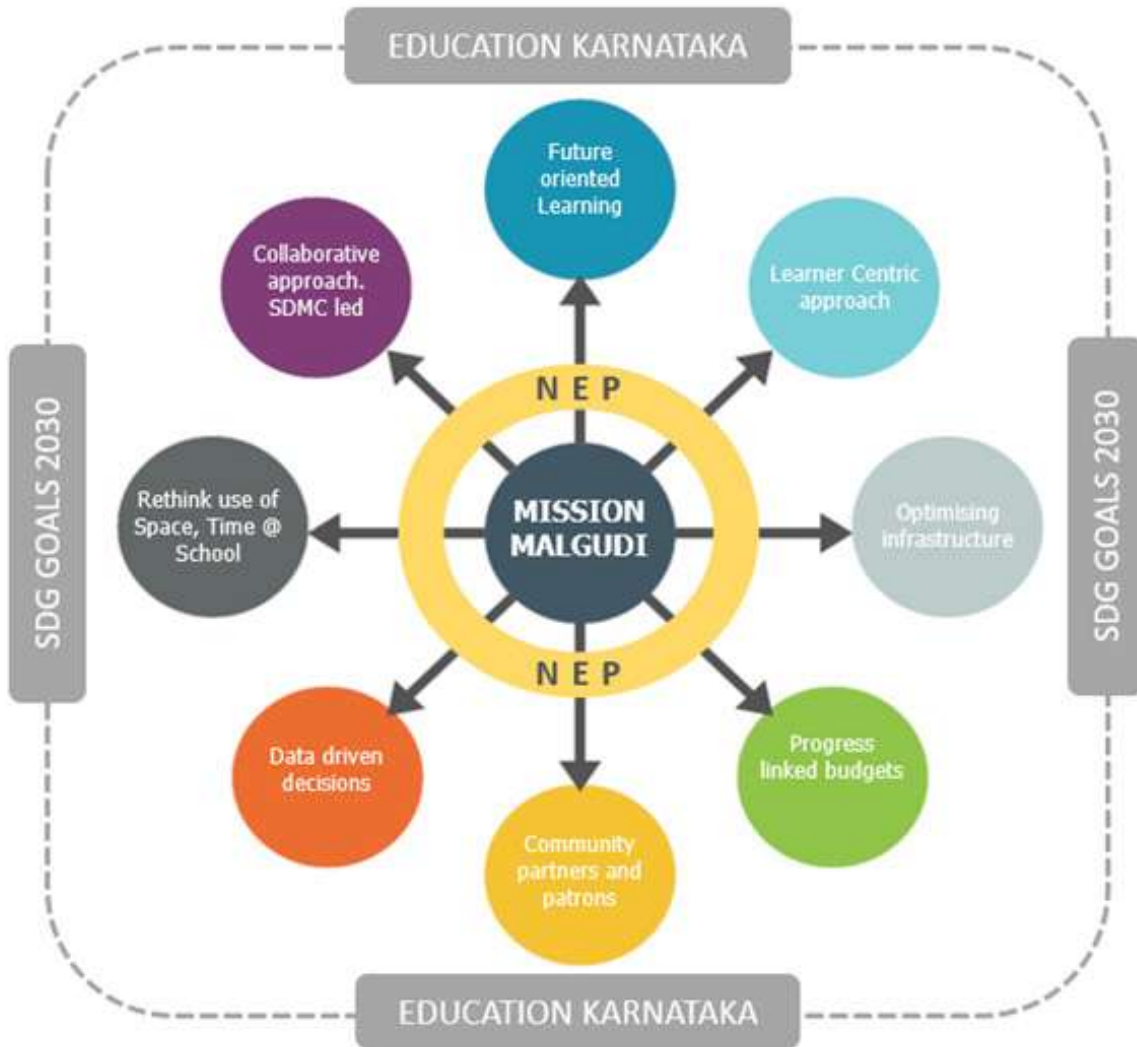 EDUCATION KARNATAKA
Future
oriented
Learning
Collaborative
approach.
SDMC led
Learner Centric
approach
SDG GOALS 2030
N E P
SDG GOALS 2030
Rethink use of
Space, Time @
School
MISSION
MALGUDI
Optimising
infrastructure
N E P
Data driven
decisions
Progress
linked budgets
Community
partners and
patrons
EDUCATION KARNATAKA